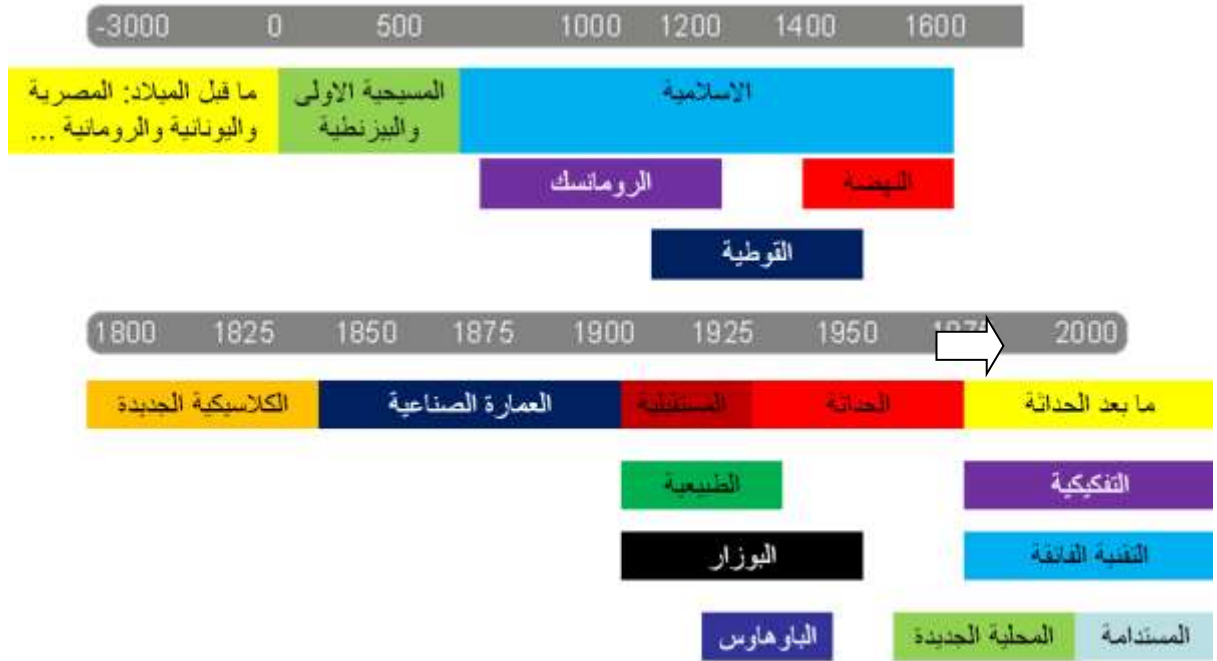 -3000 0 500 1000 1200 1400 1600
ما قبل الميلاد: المصرية
واليونانية والرومانية ...
المسيحية الاولى
والبيزنطية
الاسلامية
الرومانسك
النهضة
القوطية
1800 1825 1850 1875 1900 1925 1950 2000
الكلاسيكية الجديدة
العمارة الصناعية
المستقبلية
الحداثة
ما بعد الحداثة
الطبيعية
التفكيكية
البوزار
التقنية الفائقة
الباوهاوس
المحلية الجديدة
المستدامة